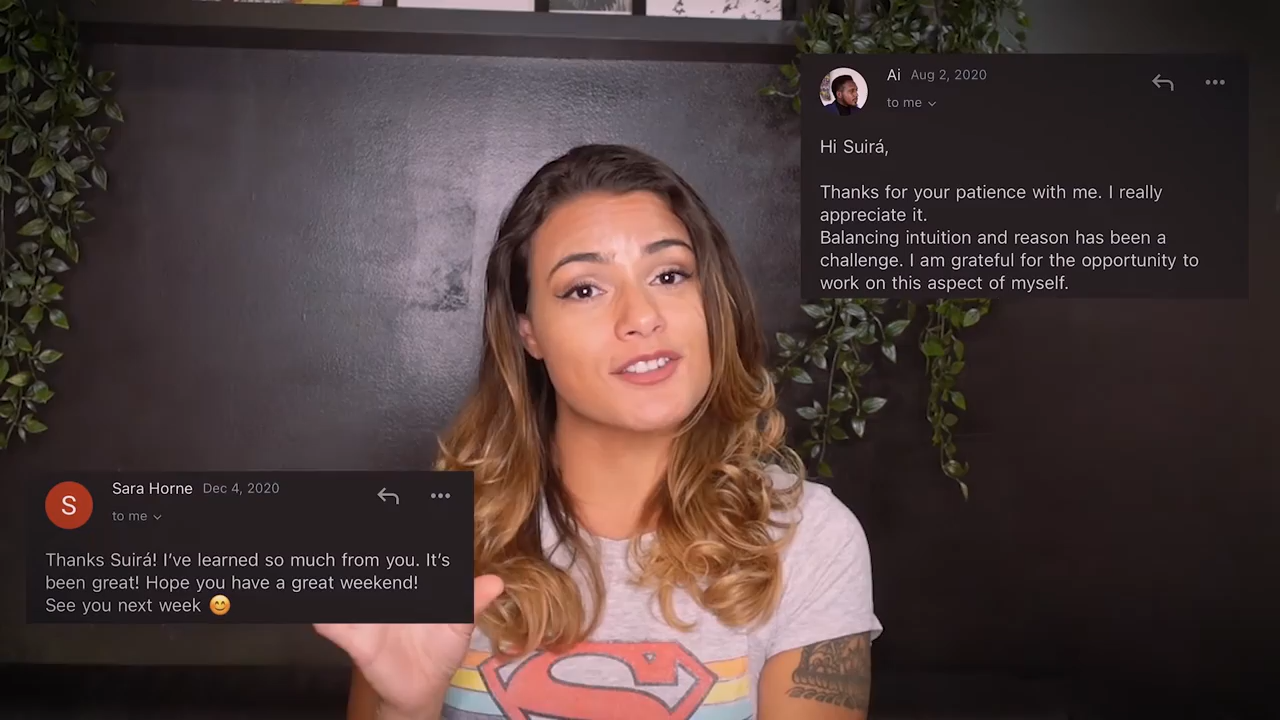 Ai Aug 2, 2020
to me
Hi Suirá,
Thanks for your patience with me. I really
appreciate it.
Balancing intuition and reason has been a
challenge. I am grateful for the opportunity to
work on this aspect of myself.
S
Sara Horne Dec 4, 2020
to me
Thanks Suirá! I’ve learned so much from you. It’s
been great! Hope you have a great weekend!
See you next week 😊
S